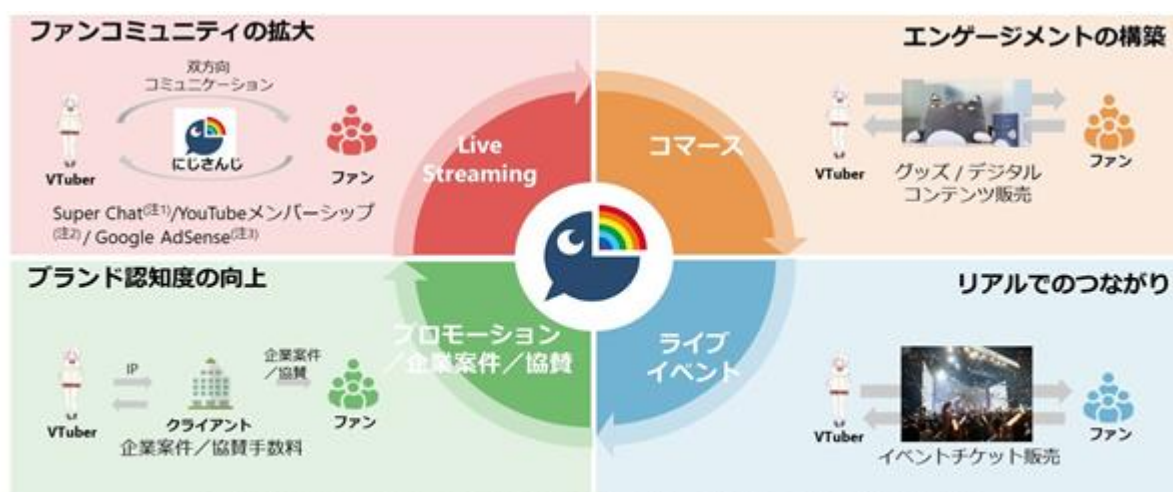 ファンコミュニティの拡大
双方向
コミュニケーション
にじさんじ
VTuber
ファン
Super Chat(注1)/YouTubeメンバーシップ
(注2)/ Google AdSense(注3)
Live
Streaming
エンゲージメントの構築
コマース
VTuber
ファン
グッズ / デジタル
コンテンツ販売
ブランド認知度の向上
IP
企業案件
/協賛
VTuber
クライアント
ファン
企業案件/協賛手数料
プロモーション
/企業案件/協賛
リアルでのつながり
ライブ
イベント
VTuber
ファン
イベントチケット販売